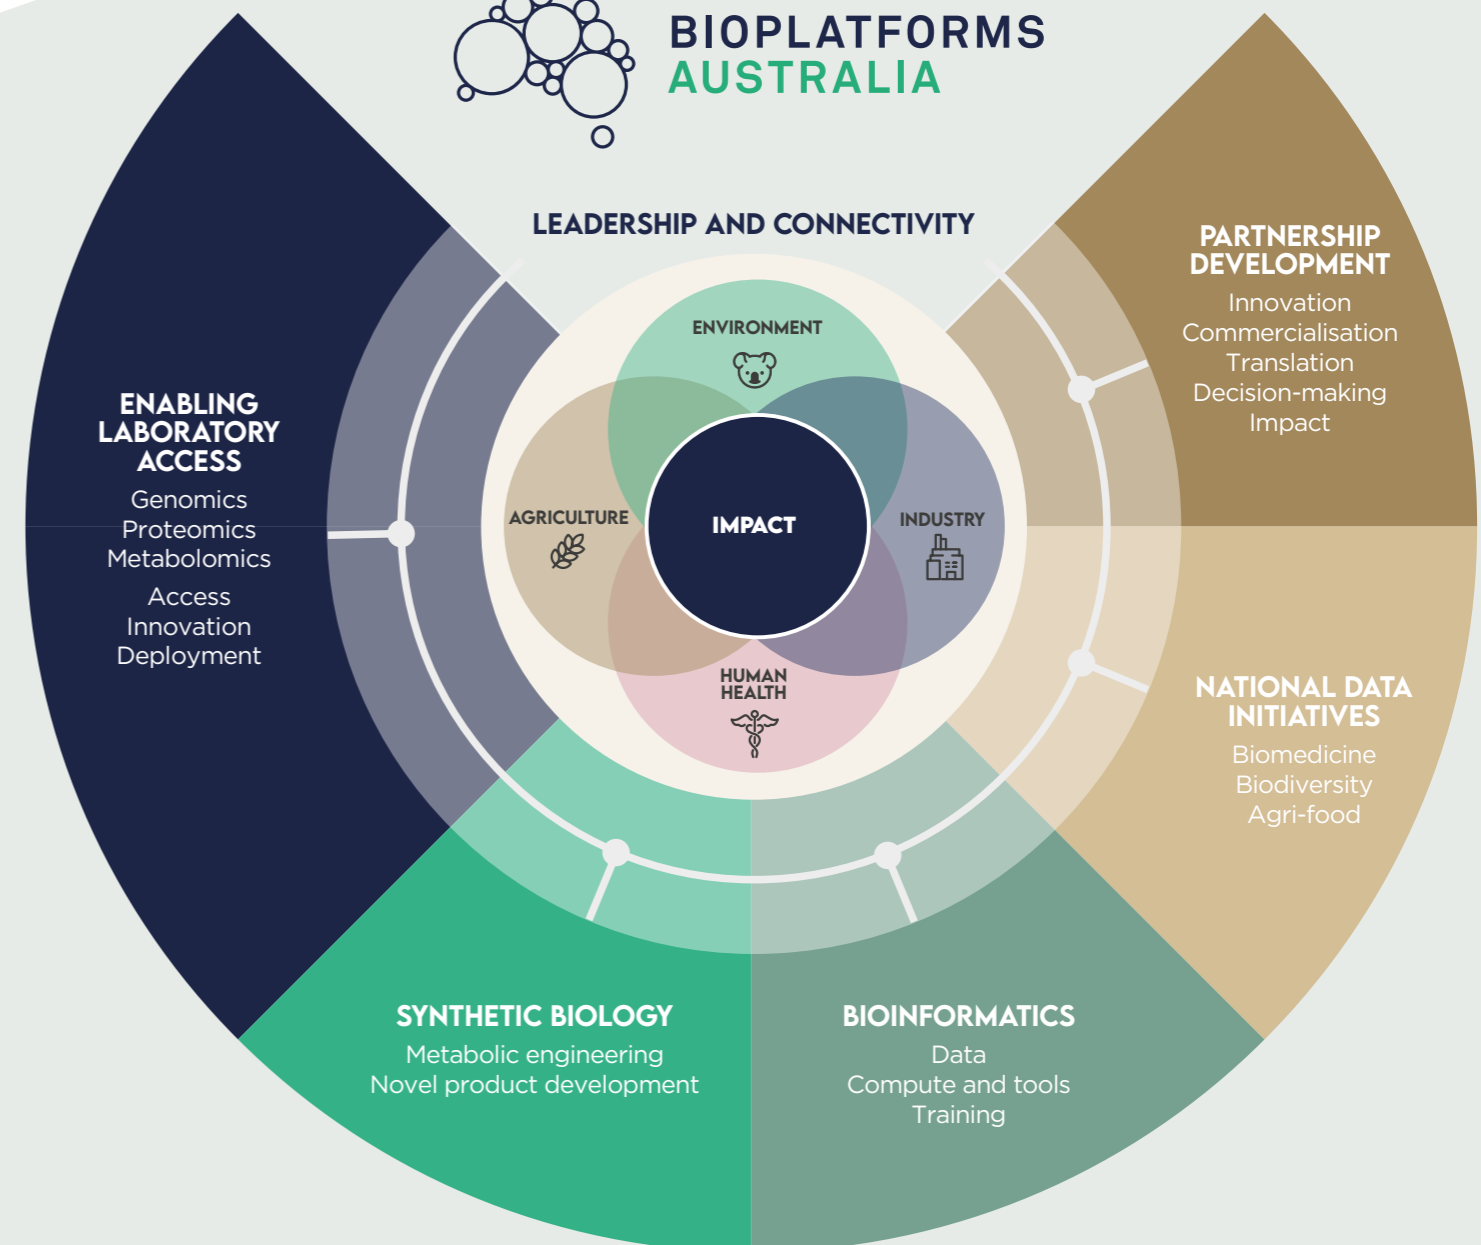 BIOPLATFORMS
AUSTRALIA
LEADERSHIP AND CONNECTIVITY
ENVIRONMENT
AGRICULTURE
IMPACT
INDUSTRY
HUMAN
HEALTH
ENABLING
LABORATORY
ACCESS
Genomics
Proteomics
Metabolomics
Access
Innovation
Deployment
SYNTHETIC BIOLOGY
Metabolic engineering
Novel product development
BIOINFORMATICS
Data
Compute and tools
Training
NATIONAL DATA
INITIATIVES
Biomedicine
Biodiversity
Agri-food
PARTNERSHIP
DEVELOPMENT
Innovation
Commercialisation
Translation
Decision-making
Impact